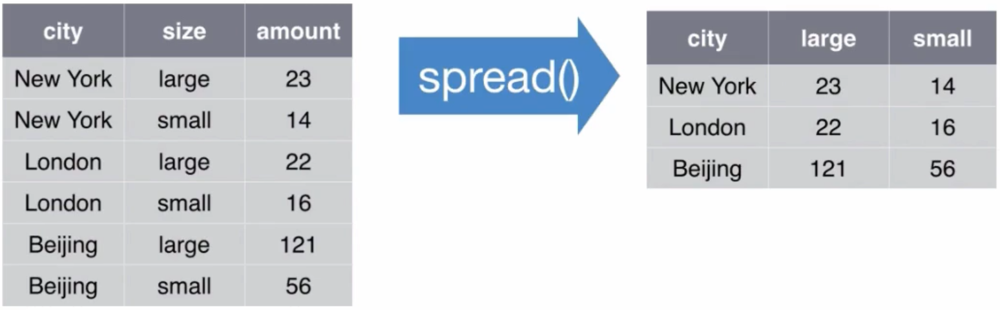 city size amount
New York large 23
New York small 14
London large 22
London small 16
Beijing large 121
Beijing small 56
spread()
city large small
New York 23 14
London 22 16
Beijing 121 56